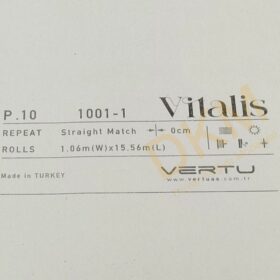 P.10 1001-1 Vitalis
REPEAT Straight Match 0cm
ROLLS 1.06m(W)x15.56m(L)
Made in TURKEY VERTU
www.vertuas.com.tr